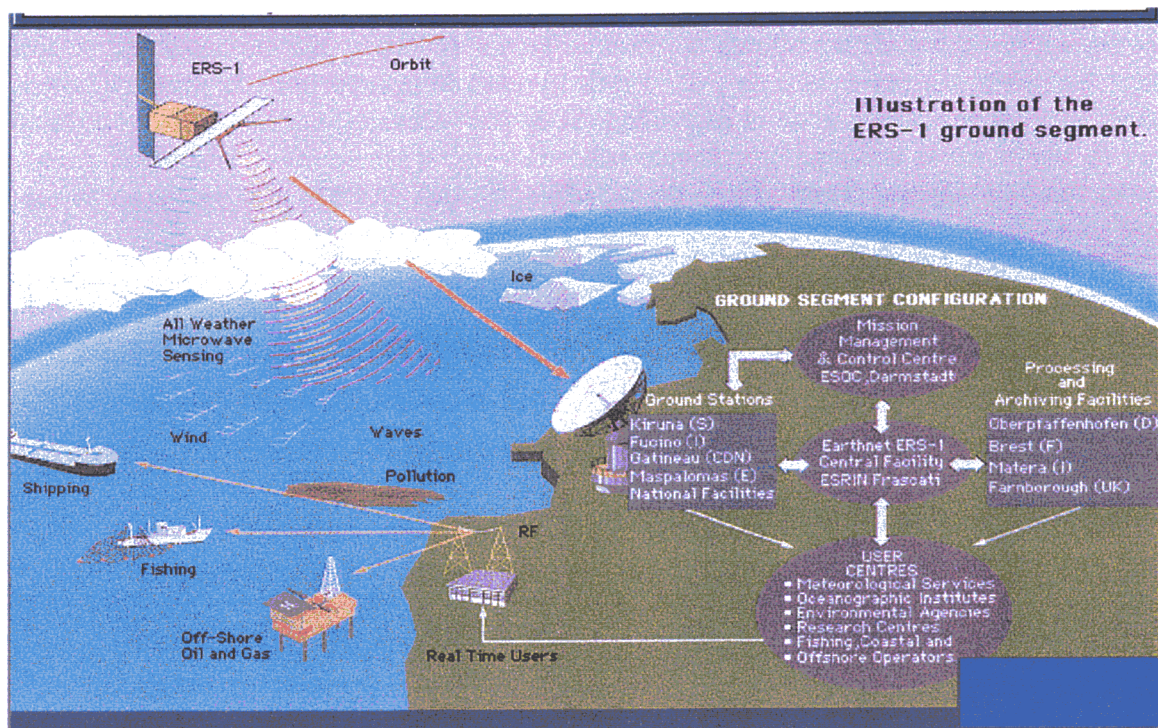 ERS-1
Orbit
Illustration of the
ERS-1 ground segment.
Ice
All Weather
Microwave
Sensing
Wind
Waves
Shipping
Pollution
Fishing
RF
Off-Shore
Oil and Gas
Real Time Users
GROUND SEGMENT CONFIGURATION
Mission
Management
& Control Centre
ESOC,Darmstadt
Ground Stations
Kiruna (S)
Fucino (I)
Gatineau (CDN)
Maspalomas (E)
National Facilities
Earthnet ERS-1
Central Facility
ESRIN Frascati
Processing
and
Archiving Facilities
Oberpfaffenhofen (D)
Brest (F)
Matera (I)
Farnborough (UK)
USER
CENTRES
▪ Meteorological Services
▪ Oceanographic Institutes
▪ Environmental Agencies
▪ Research Centres
▪ Fishing,Coastal and
▪ Offshore Operators